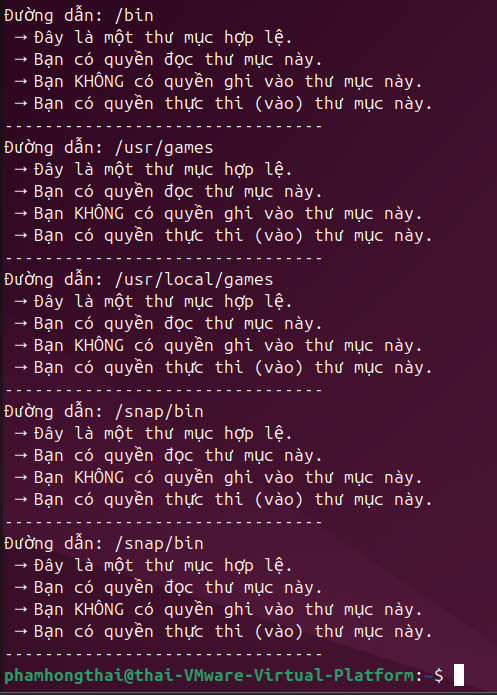 Đường dẫn: /bin
→ Đây là một thư mục hợp lệ.
→ Bạn có quyền đọc thư mục này.
→ Bạn KHÔNG có quyền ghi vào thư mục này.
→ Bạn có quyền thực thi (vào) thư mục này.
--------------------------------
Đường dẫn: /usr/games
→ Đây là một thư mục hợp lệ.
→ Bạn có quyền đọc thư mục này.
→ Bạn KHÔNG có quyền ghi vào thư mục này.
→ Bạn có quyền thực thi (vào) thư mục này.
--------------------------------
Đường dẫn: /usr/local/games
→ Đây là một thư mục hợp lệ.
→ Bạn có quyền đọc thư mục này.
→ Bạn KHÔNG có quyền ghi vào thư mục này.
→ Bạn có quyền thực thi (vào) thư mục này.
--------------------------------
Đường dẫn: /snap/bin
→ Đây là một thư mục hợp lệ.
→ Bạn có quyền đọc thư mục này.
→ Bạn KHÔNG có quyền ghi vào thư mục này.
→ Bạn có quyền thực thi (vào) thư mục này.
--------------------------------
Đường dẫn: /snap/bin
→ Đây là một thư mục hợp lệ.
→ Bạn có quyền đọc thư mục này.
→ Bạn KHÔNG có quyền ghi vào thư mục này.
→ Bạn có quyền thực thi (vào) thư mục này.
--------------------------------
phamhongthai@thai-VMware-Virtual-Platform:~$